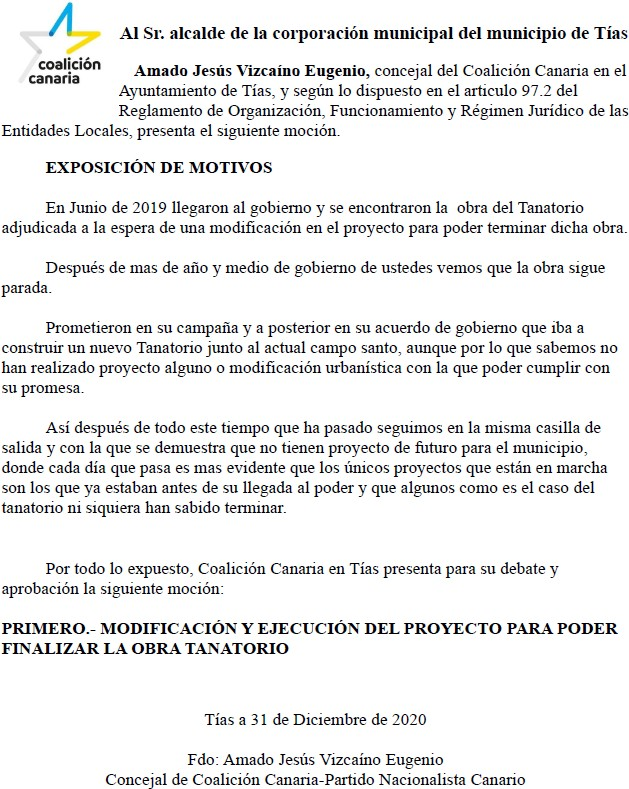 coalición
canaria
Al Sr. alcalde de la corporación municipal del municipio de Tías
Amado Jesús Vizcaíno Eugenio, concejal del Coalición Canaria en el
Ayuntamiento de Tías, y según lo dispuesto en el articulo 97.2 del
Reglamento de Organización, Funcionamiento y Régimen Jurídico de las
Entidades Locales, presenta el siguiente moción.
EXPOSICIÓN DE MOTIVOS
En Junio de 2019 llegaron al gobierno y se encontraron la  obra del Tanatorio
adjudicada a la espera de una modificación en el proyecto para poder terminar dicha obra.
Después de mas de año y medio de gobierno de ustedes vemos que la obra sigue
parada.
Prometieron en su campaña y a posterior en su acuerdo de gobierno que iba a
construir un nuevo Tanatorio junto al actual campo santo, aunque por lo que sabemos no
han realizado proyecto alguno o modificación urbanística con la que poder cumplir con
su promesa.
Así después de todo este tiempo que ha pasado seguimos en la misma casilla de
salida y con la que se demuestra que no tienen proyecto de futuro para el municipio,
donde cada día que pasa es mas evidente que los únicos proyectos que están en marcha
son los que ya estaban antes de su llegada al poder y que algunos como es el caso del
tanatorio ni siquiera han sabido terminar.
Por todo lo expuesto, Coalición Canaria en Tías presenta para su debate y
aprobación la siguiente moción:
PRIMERO.- MODIFICACIÓN Y EJECUCIÓN DEL PROYECTO PARA PODER
FINALIZAR LA OBRA TANATORIO
Tías a 31 de Diciembre de 2020
Fdo: Amado Jesús Vizcaíno Eugenio
Concejal de Coalición Canaria-Partido Nacionalista Canario